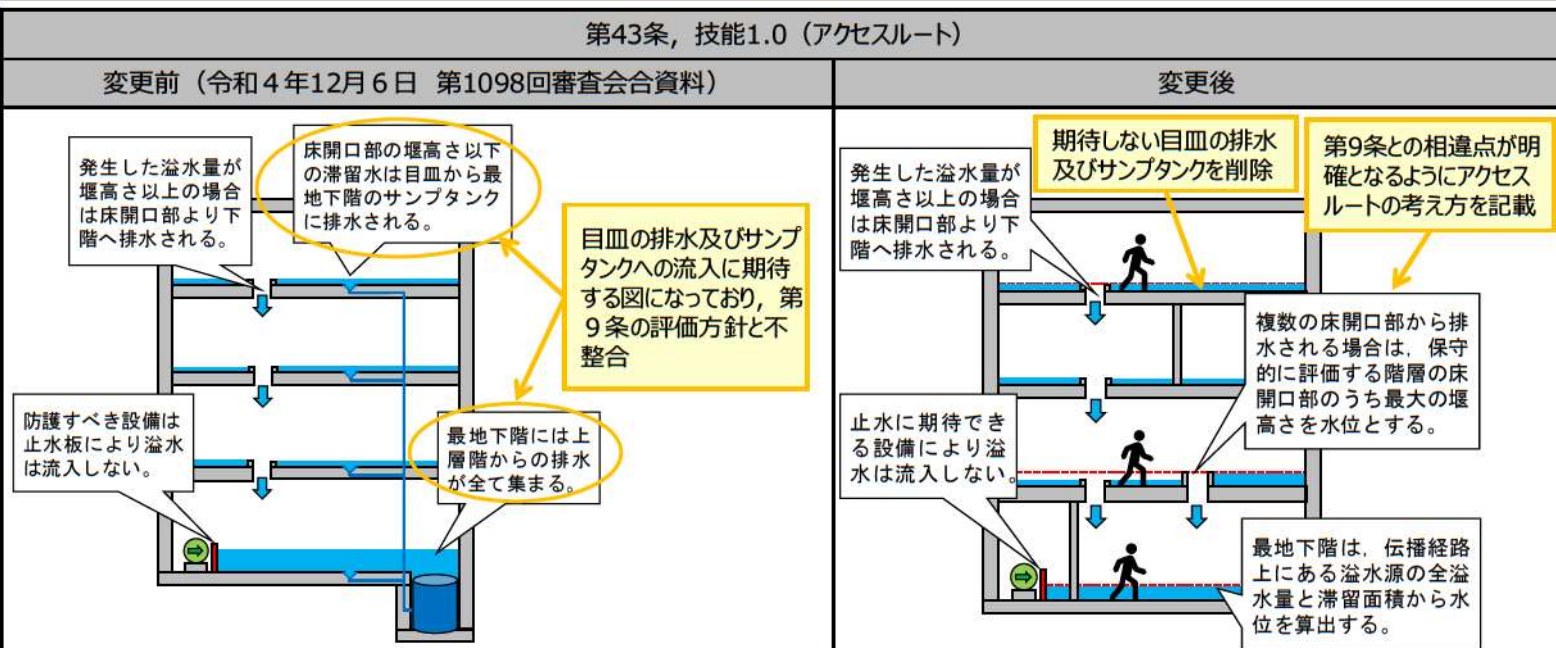 第43条，技能1.0（アクセスルート）
変更前（令和４年12月６日 第1098回審査会合資料）
変更後
発生した溢水量が
堰高さ以上の場合
は床開口部より下
階へ排水される。
床開口部の堰高さ以下
の滞留水は目皿から最
地下階のサンプタンク
に排水される。
目皿の排水及びサンプ
タンクへの流入に期待
する図になっており，第
９条の評価方針と不
整合
防護すべき設備は
止水板により溢水
は流入しない。
最地下階には上
層階からの排水
が全て集まる。
発生した溢水量が
堰高さ以上の場合
は床開口部より下
階へ排水される。
期待しない目皿の排水
及びサンプタンクを削除
第9条との相違点が明
確となるようにアクセス
ルートの考え方を記載
複数の床開口部から排
水される場合は，保守
的に評価する階層の床
開口部のうち最大の堰
高さを水位とする。
止水に期待でき
る設備により溢
水は流入しない。
最地下階は，伝播経路
上にある溢水源の全溢
水量と滞留面積から水
位を算出する。